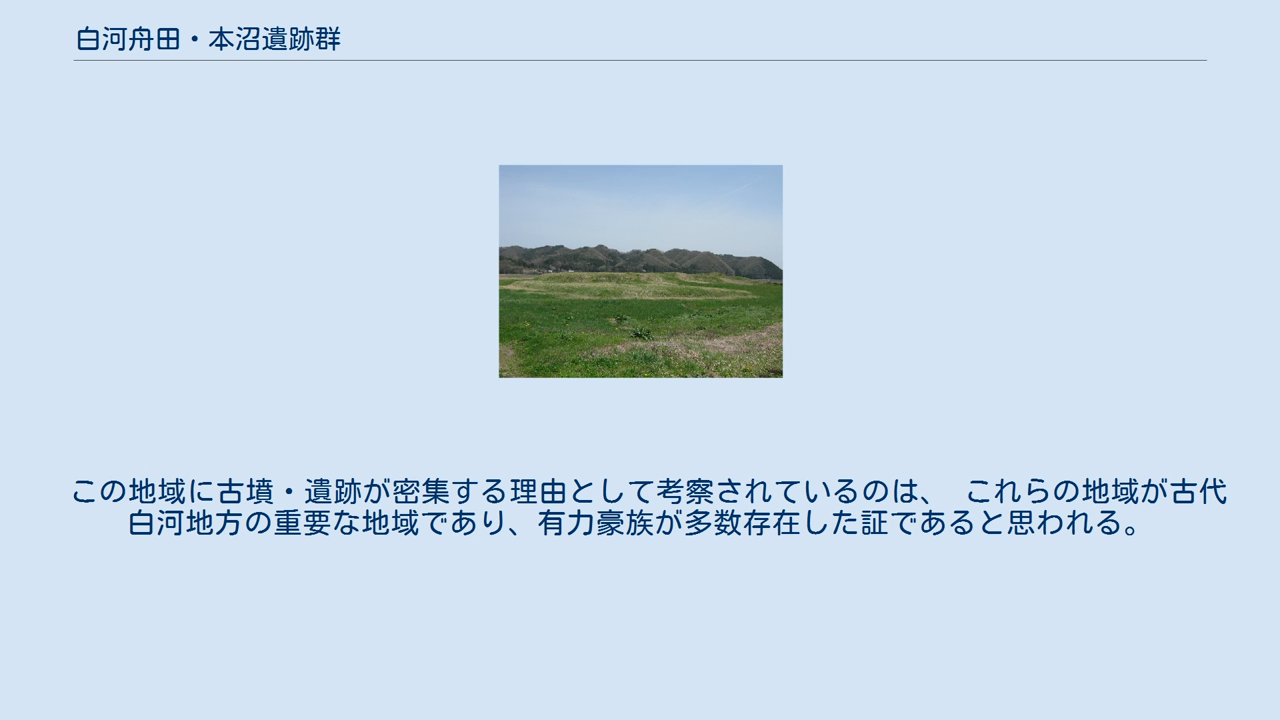 白河舟田・本沼遺跡群
この地域に古墳・遺跡が密集する理由として考察されているのは、 これらの地域が古代
白河地方の重要な地域であり、有力豪族が多数存在した証であると思われる。